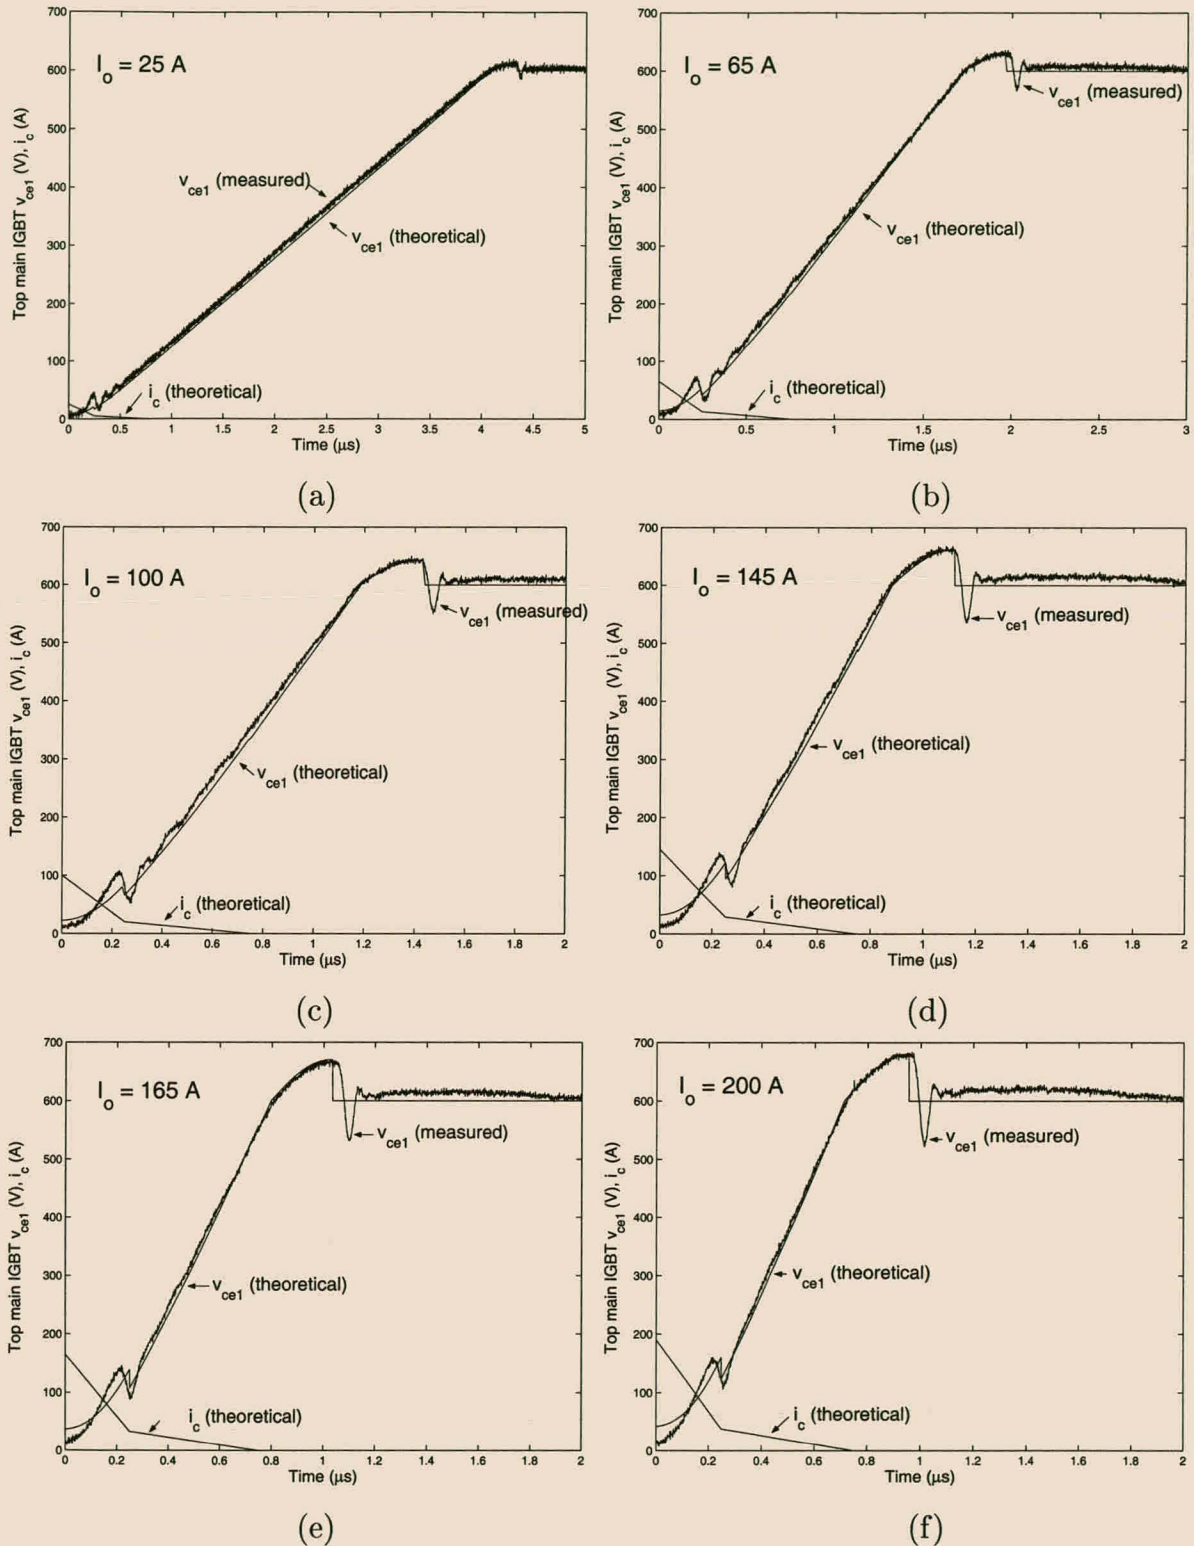 700
600
500
400
300
200
100
0
Top main IGBT v_ce1 (V), i_c (A)
I_o = 25 A
v_ce1 (measured)
v_ce1 (theoretical)
i_c (theoretical)
0 0.5 1 1.5 2 2.5 3 3.5 4 4.5 5
Time (μs)
(a)
700
600
500
400
300
200
100
0
Top main IGBT v_ce1 (V), i_c (A)
I_o = 65 A
v_ce1 (measured)
v_ce1 (theoretical)
i_c (theoretical)
0 0.5 1 1.5 2 2.5 3
Time (μs)
(b)
700
600
500
400
300
200
100
0
Top main IGBT v_ce1 (V), i_c (A)
I_o = 100 A
v_ce1 (measured)
v_ce1 (theoretical)
i_c (theoretical)
0 0.2 0.4 0.6 0.8 1 1.2 1.4 1.6 1.8 2
Time (μs)
(c)
700
600
500
400
300
200
100
0
Top main IGBT v_ce1 (V), i_c (A)
I_o = 145 A
v_ce1 (measured)
v_ce1 (theoretical)
i_c (theoretical)
0 0.2 0.4 0.6 0.8 1 1.2 1.4 1.6 1.8 2
Time (μs)
(d)
700
600
500
400
300
200
100
0
Top main IGBT v_ce1 (V), i_c (A)
I_o = 165 A
v_ce1 (measured)
v_ce1 (theoretical)
i_c (theoretical)
0 0.2 0.4 0.6 0.8 1 1.2 1.4 1.6 1.8 2
Time (μs)
(e)
700
600
500
400
300
200
100
0
Top main IGBT v_ce1 (V), i_c (A)
I_o = 200 A
v_ce1 (measured)
v_ce1 (theoretical)
i_c (theoretical)
0 0.2 0.4 0.6 0.8 1 1.2 1.4 1.6 1.8 2
Time (μs)
(f)